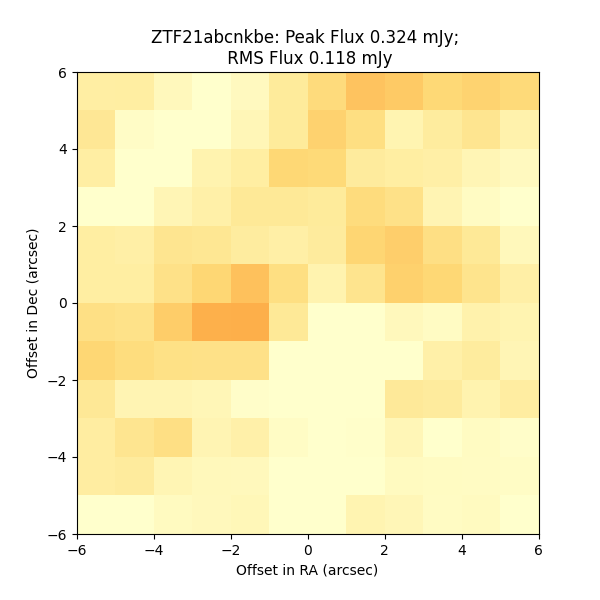 ZTF21abcnkbe: Peak Flux 0.324 mJy;
RMS Flux 0.118 mJy
6
4
2
0
−2
−4
−6
Offset in Dec (arcsec)
−6 −4 −2 0 2 4 6
Offset in RA (arcsec)